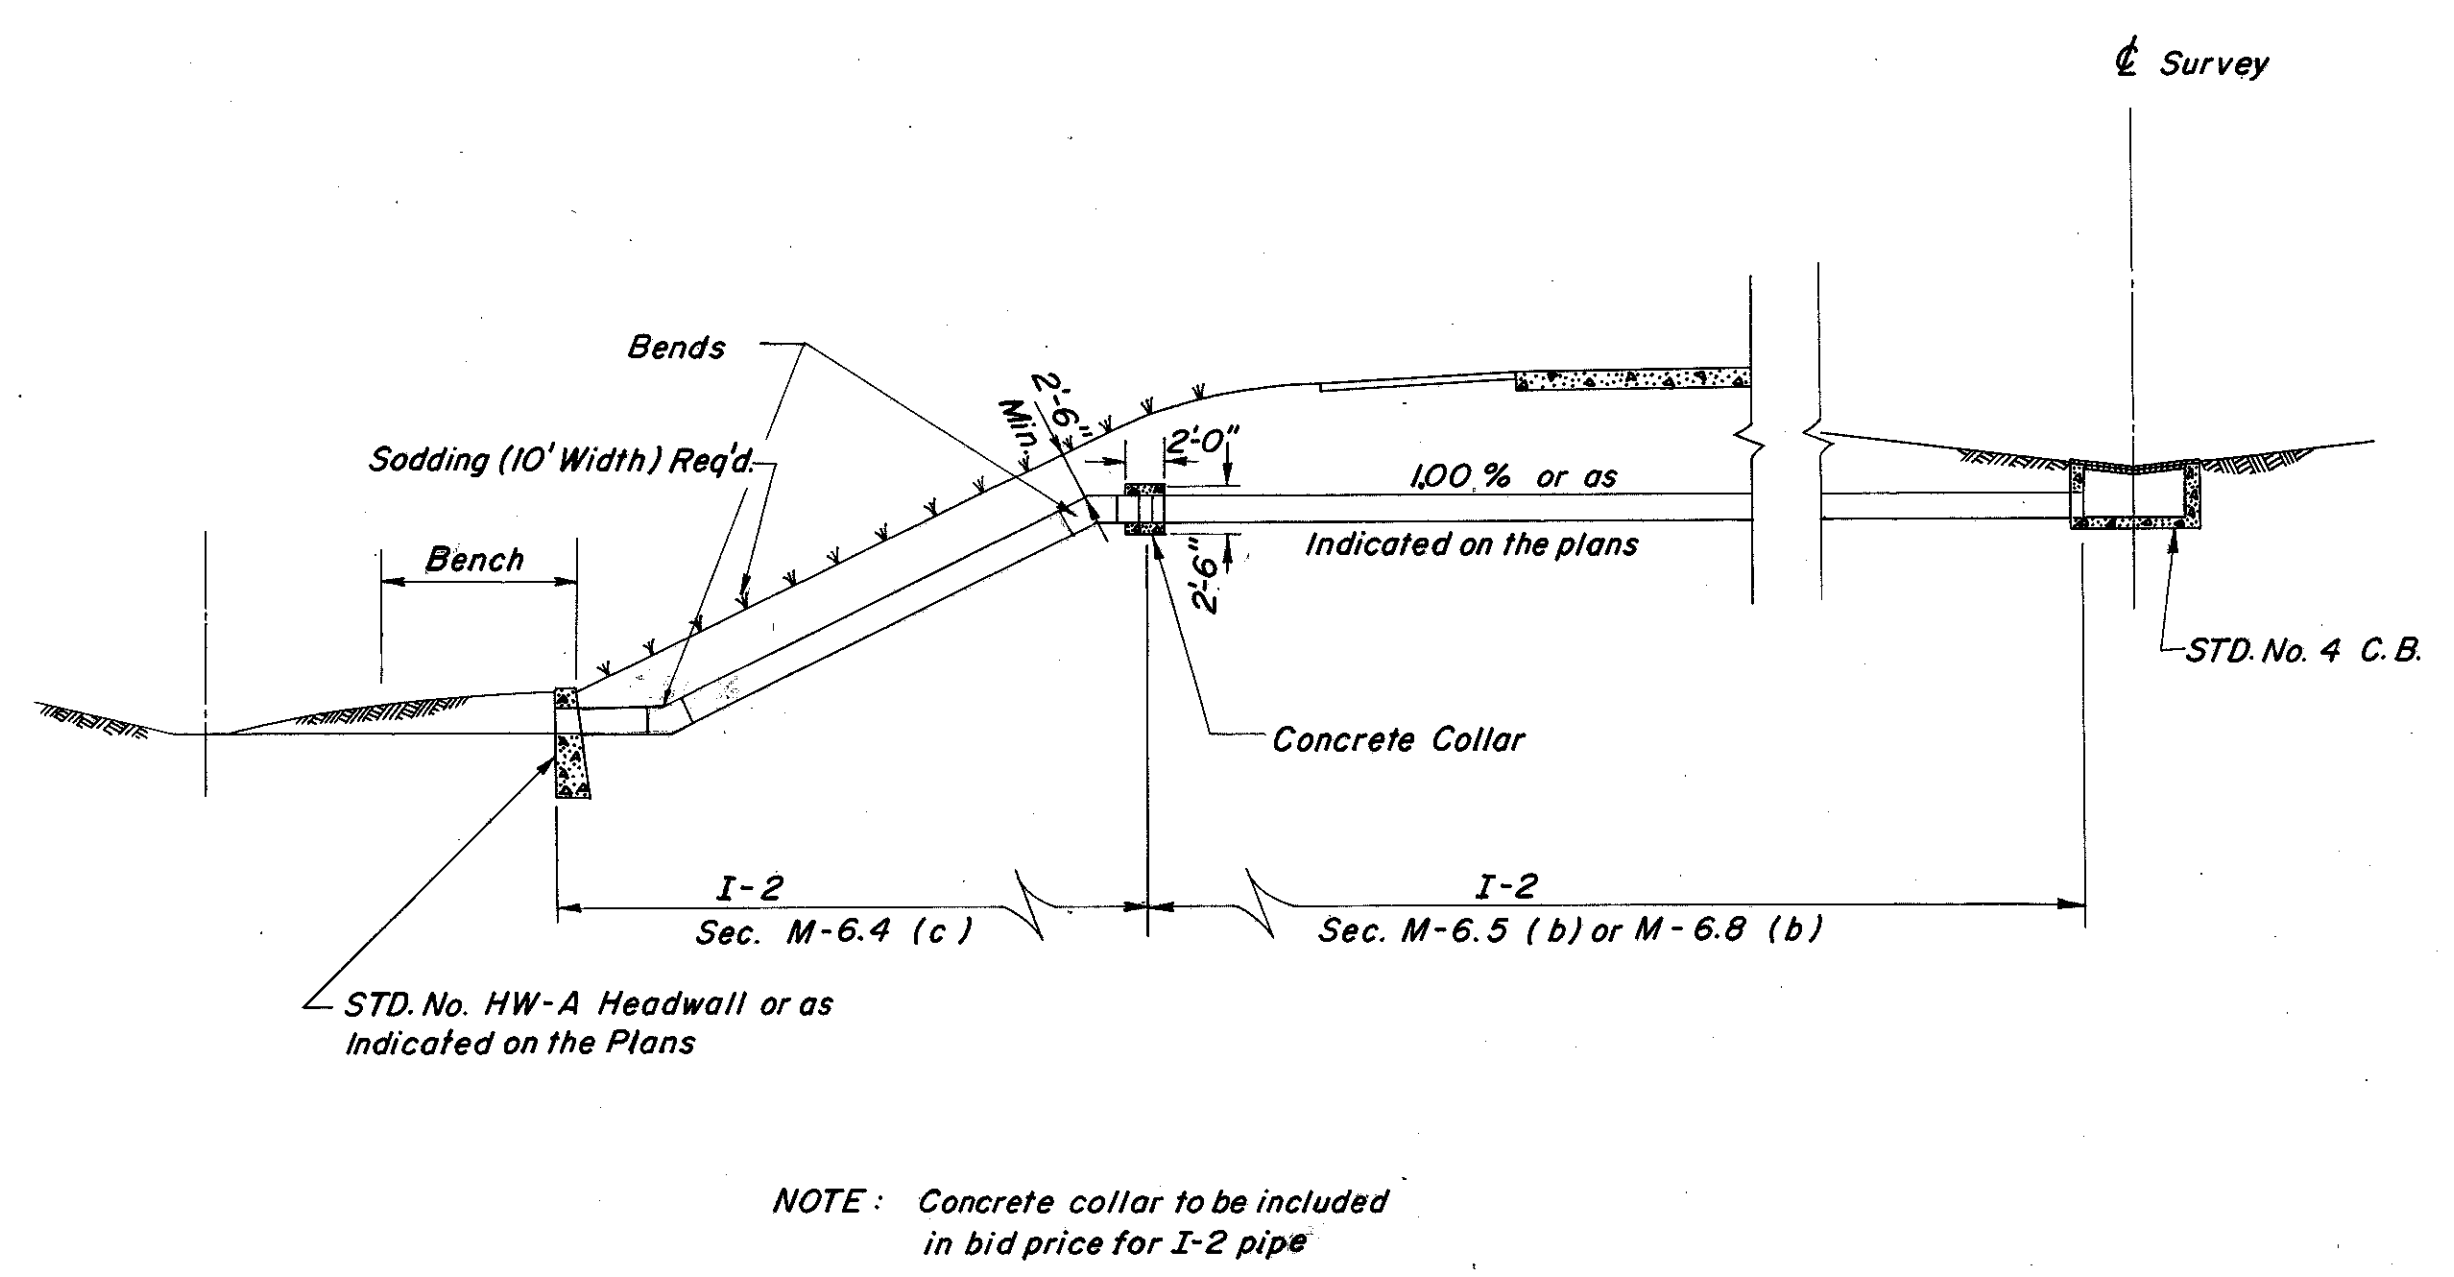 ℄ Survey
Bends
2'-6"
Min.
2'-0"
Sodding (10' Width) Req'd.
1.00 % or as
Indicated on the plans
Bench
2'-6"
STD. No. 4 C.B.
Concrete Collar
I-2
Sec. M-6.4 (c)
I-2
Sec. M-6.5 (b) or M-6.8 (b)
STD. No. HW-A Headwall or as
Indicated on the Plans
NOTE: Concrete collar to be included
in bid price for I-2 pipe